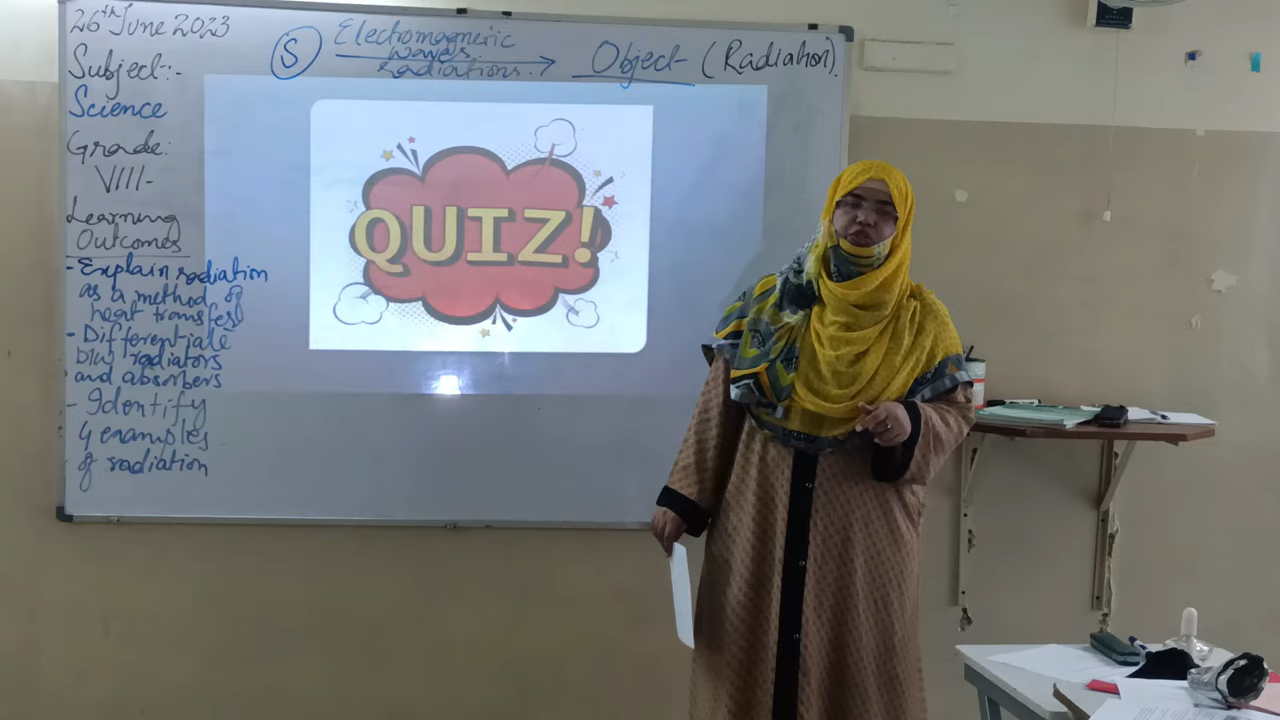 26th June 2023
Subject:-
Science
Grade:
VIII-
Learning
Outcomes
- Explain radiation
as a method of
heat transfer
- Differentiate
b/w radiators
and absorbers
- Identify
4 examples
of radiation
S
Electromagneric
waves
radiations.
Object
(Radiation).
QUIZ!